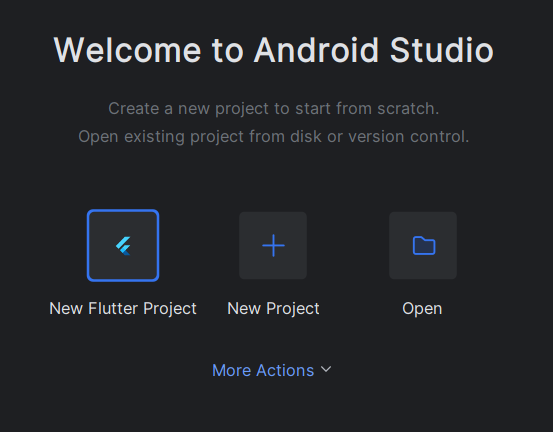 Welcome to Android Studio
Create a new project to start from scratch.
Open existing project from disk or version control.
New Flutter Project
New Project
Open
More Actions